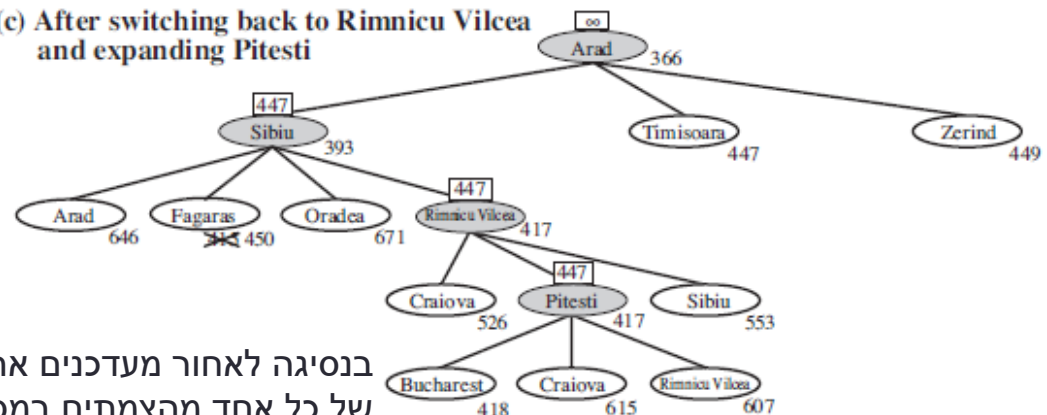 (c) After switching back to Rimnicu Vilcea
and expanding Pitesti
∞
Arad
366
447
Sibiu
393
Timisoara
447
Zerind
449
Arad
646
Fagaras
415 450
Oradea
671
447
Rimnicu Vilcea
417
Craiova
526
447
Pitesti
417
Sibiu
553
בנסיגה לאחור מעדכנים
Bucharest
418
Craiova
615
Rimnicu Vilcea
607
של כל אחד מהצמתים